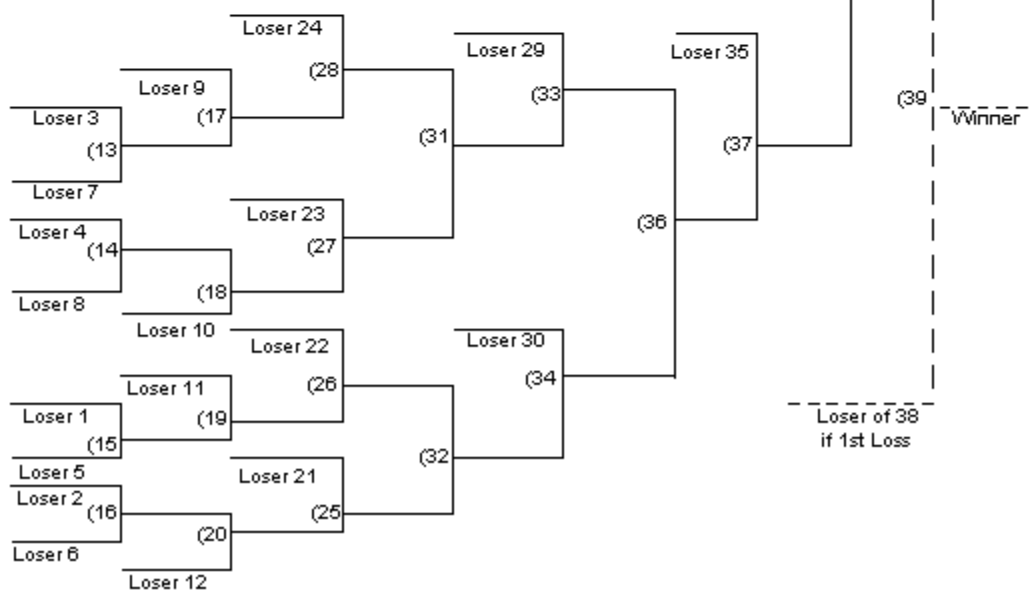 Loser 24
(28
Loser 29
(33
Loser 35
Loser 9
(17
(39
Winner
Loser 3
(13
Loser 7
(31
(37
Loser 4
(14
Loser 8
Loser 23
(27
(18
Loser 10
(36
Loser 22
(26
Loser 30
(34
Loser 11
(19
Loser 1
(15
Loser 5
Loser of 38
if 1st Loss
(32
Loser 21
(25
Loser 2
(16
Loser 6
(20
Loser 12